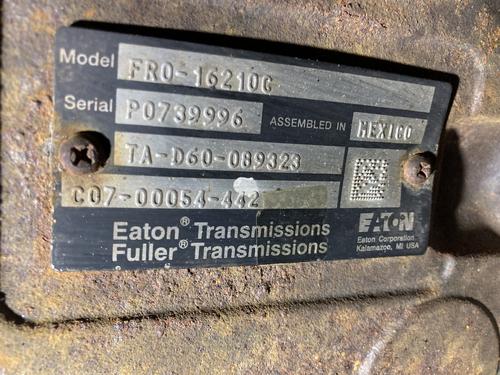 Model FRO-16210C
Serial P0739996 ASSEMBLED IN MEXICO
TA-D60-089323
C07-00054-442
Eaton® Transmissions
Fuller® Transmissions
EATON
Eaton Corporation
Kalamazoo, MI USA